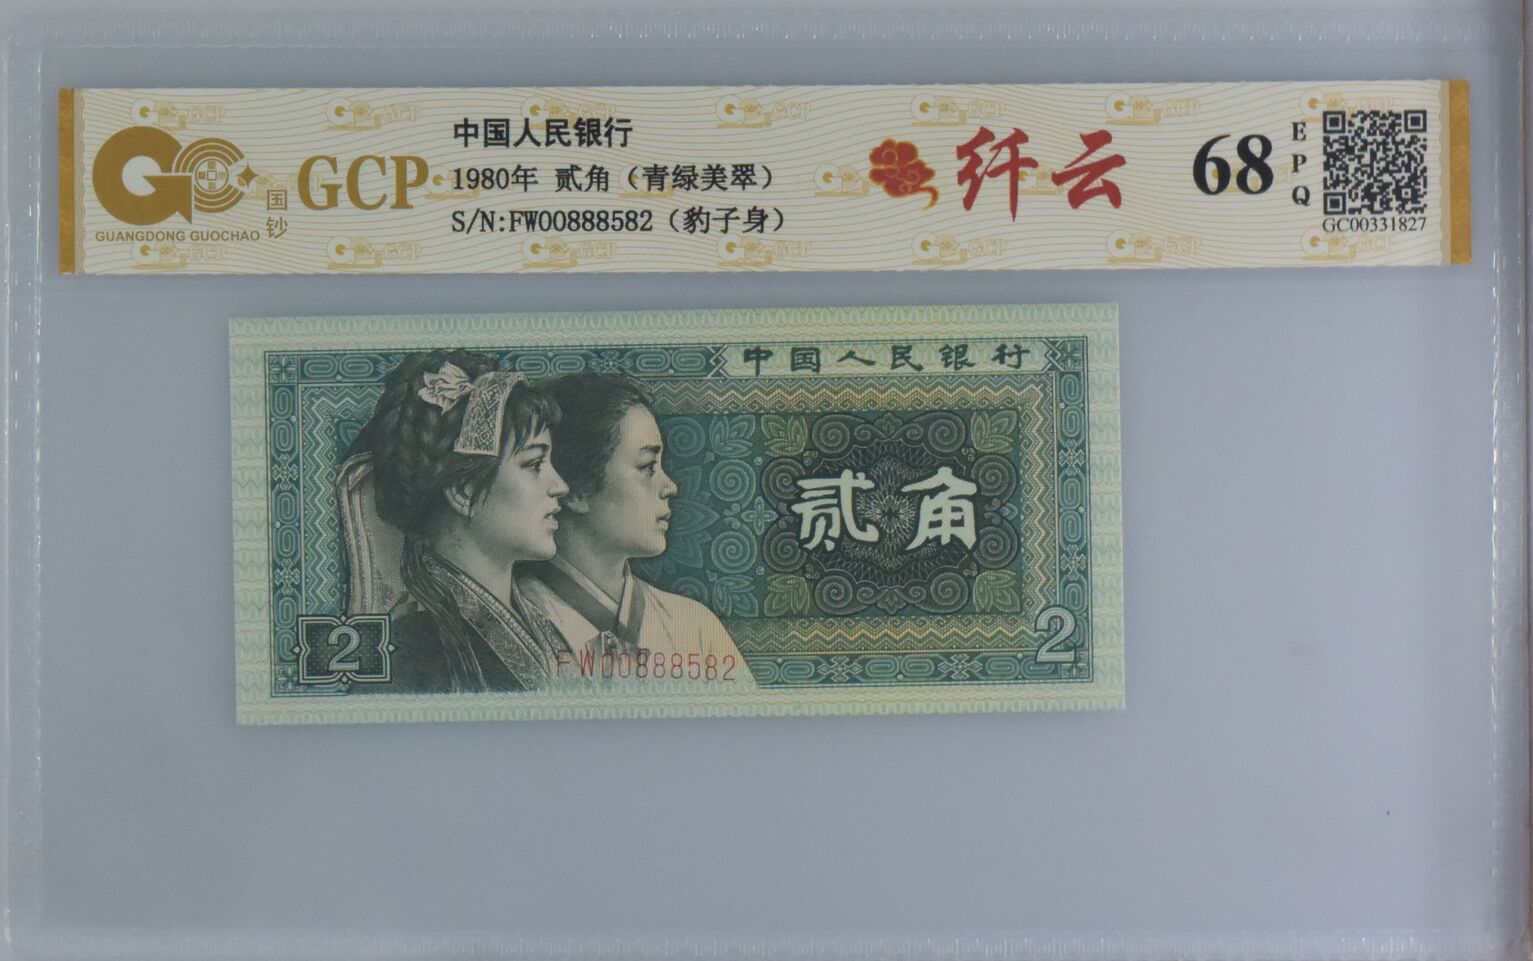 GUANGDONG GUOCHAO
国钞
GCP
中国人民银行
1980年 贰角（青绿美翠）
S/N:FW00888582（豹子身）
纤云
68
EPQ
GC00331827
中国人民银行
贰角
2
FW00888582
2